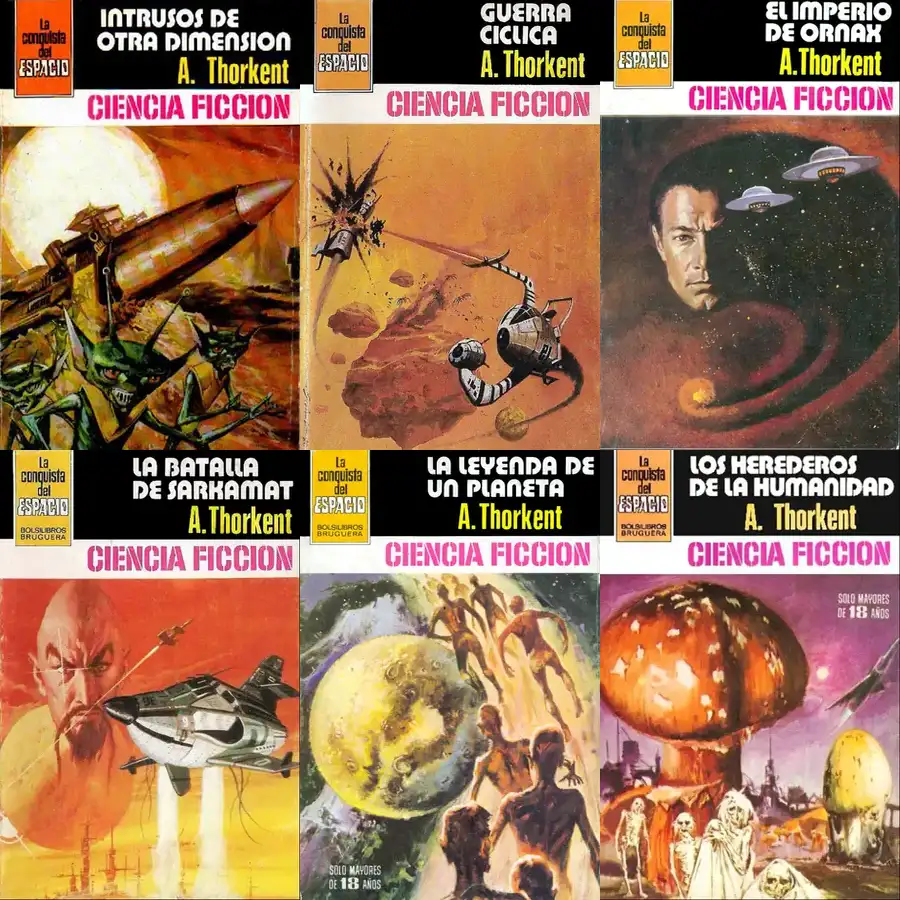 La
conquista
del
ESPACIO
INTRUSOS DE
OTRA DIMENSION
A. Thorkent
CIENCIA FICCION
La
conquista
del
ESPACIO
GUERRA
CICLICA
A. Thorkent
CIENCIA FICCION
La
conquista
del
ESPACIO
EL IMPERIO
DE ORNAX
A. Thorkent
CIENCIA FICCION
La
conquista
del
ESPACIO
BOLSILIBROS
BRUGUERA
LA BATALLA
DE SARKAMAT
A. Thorkent
CIENCIA FICCION
La
conquista
del
ESPACIO
BOLSILIBROS
BRUGUERA
LA LEYENDA DE
UN PLANETA
A. Thorkent
CIENCIA FICCION
SOLO MAYORES
DE 18 AÑOS
La
conquista
del
ESPACIO
BOLSILIBROS
BRUGUERA
LOS HEREDEROS
DE LA HUMANIDAD
A. Thorkent
CIENCIA FICCION
SOLO MAYORES
DE 18 AÑOS